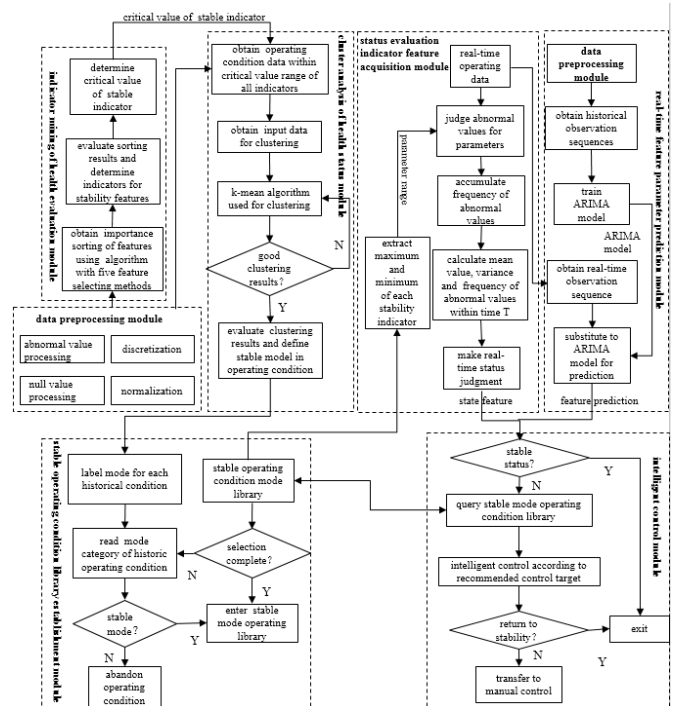 critical value of stable indicator
indicator mixing of health evaluation module
determine
critical value
of stable
indicator
evaluate sorting
results and
determine
indicators for
stability features
obtain importance
sorting of features
using algorithm
with five feature
selecting methods
data preprocessing module
abnormal value
processing
discretization
null value
processing
normalization
cluster analysis of health status module
obtain operating
condition data within
critical value range of
all indicators
obtain input data
for clustering
k-mean algorithm
used for clustering
N
good
clustering
results?
Y
evaluate clustering
results and define
stable model in
operating condition
status evaluation
indicator feature
acquisition module
real-time
operating
data
judge abnormal
values for
parameters
parameter range
accumulate
frequency of
abnormal
values
extract
maximum
and
minimum
of each
stability
indicator
calculate mean
value, variance
and frequency of
abnormal values
within time T
make real-
time status
judgment
state feature
data
preprocessing
module
real-time feature parameter prediction module
obtain historical
observation
sequences
train
ARIMA
model
ARIMA
model
obtain real-time
observation
sequence
substitute to
ARIMA
model for
prediction
feature prediction
stable operating condition library establishment module
label mode for each
historical condition
stable operating
condition mode
library
read mode
category of historic
operating condition
N
selection
complete?
Y
stable
mode?
Y
enter stable
mode operating
library
N
abandon
operating
condition
intelligent control module
stable
status?
Y
N
query stable mode operating
condition library
intelligent control according to
recommended control target
return to
stability?
exit
N
Y
transfer to
manual control